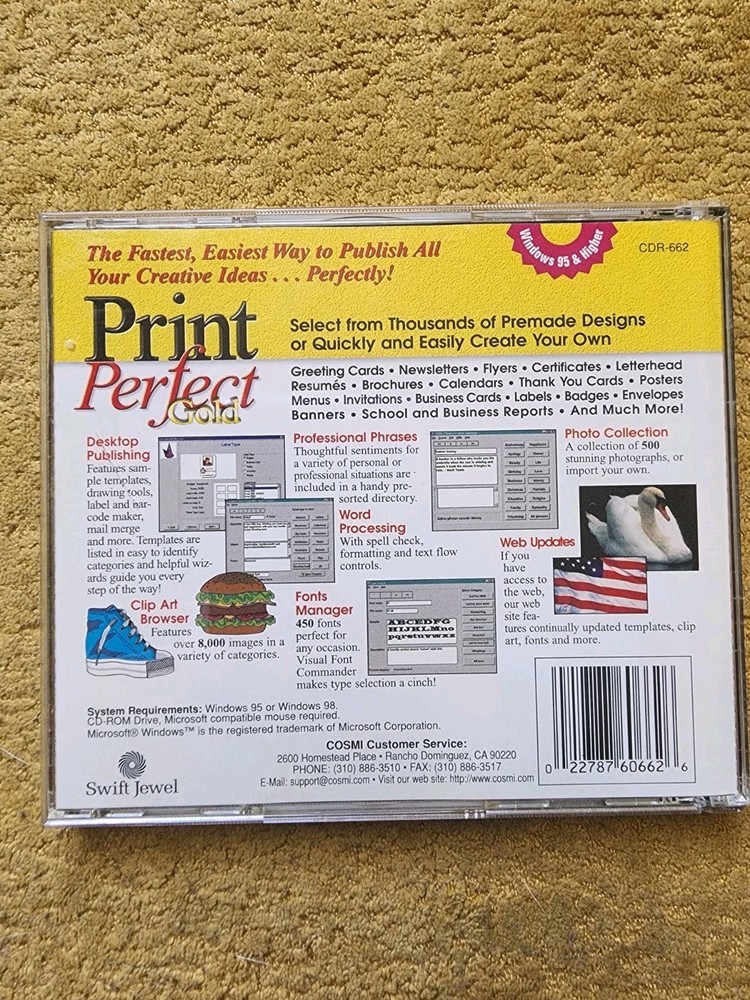 The Fastest, Easiest Way to Publish All
Your Creative Ideas . . . Perfectly!
Windows 95 & Higher
CDR-662
Print
Perfect
Gold
Select from Thousands of Premade Designs
or Quickly and Easily Create Your Own
Greeting Cards • Newsletters • Flyers • Certificates • Letterhead
Resumés • Brochures • Calendars • Thank You Cards • Posters
Menus • Invitations • Business Cards • Labels • Badges • Envelopes
Banners • School and Business Reports • And Much More!
Desktop
Publishing
Features sam-
ple templates,
drawing tools,
label and bar-
code maker,
mail merge
and more. Templates are
listed in easy to identify
categories and helpful wiz-
ards guide you every
step of the way!
Professional Phrases
Thoughtful sentiments for
a variety of personal or
professional situations are
included in a handy pre-
sorted directory.
Word
Processing
With spell check,
formatting and text flow
controls.
Photo Collection
A collection of 500
stunning photographs, or
import your own.
Web Updates
If you
have
access to
the web,
our web
site fea-
tures continually updated templates, clip
art, fonts and more.
Clip Art
Browser
Features
over 8,000 images in a
variety of categories.
Fonts
Manager
450 fonts
perfect for
any occasion.
Visual Font
Commander
makes type selection a cinch!
ABCDEFG
HIJKLMno
pqrstuvwxx
System Requirements: Windows 95 or Windows 98.
CD-ROM Drive, Microsoft compatible mouse required.
Microsoft® Windows™ is the registered trademark of Microsoft Corporation.
COSMI Customer Service:
2600 Homestead Place • Rancho Dominguez, CA 90220
PHONE: (310) 886-3510 • FAX: (310) 886-3517
E-Mail: support@cosmi.com • Visit our web site: http://www.cosmi.com
Swift Jewel
0 22787 60662 6